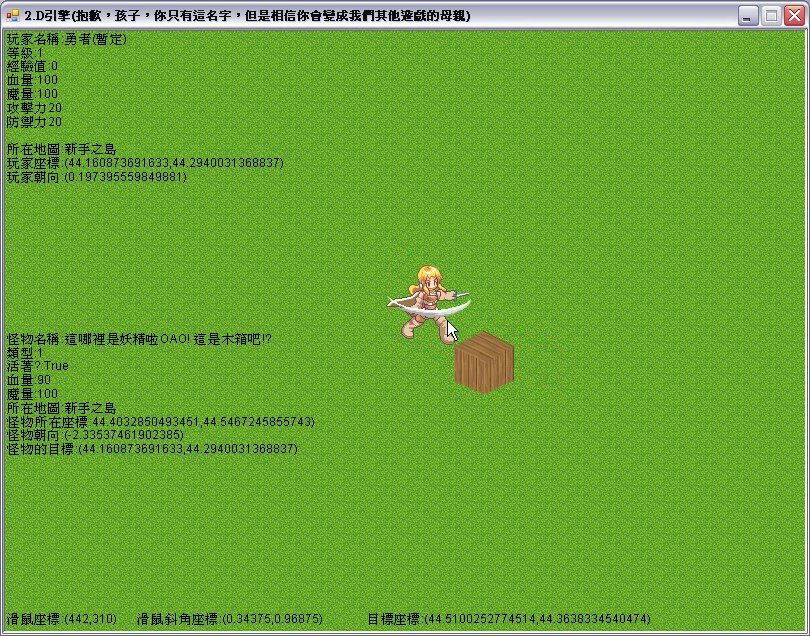 2.D引擎(抱歉，孩子，你只有這名字，但是相信你會變成我們其他遊戲的母親)
玩家名稱:勇者(暫定)
等級:1
經驗值:0
血量:100
魔量:100
攻擊力20
防禦力20
所在地圖:新手之島
玩家座標:(44.160873691633,44.2940031368837)
玩家朝向:(0.197395559849881)
怪物名稱:這哪裡是妖精啦OAO! 這是木箱吧!?
類型:1
活著?:True
血量:90
魔量:100
所在地圖:新手之島
怪物所在座標:44.4032850493451,44.5467245855743)
怪物朝向:(-2.33537461902385)
怪物的目標:(44.160873691633,44.2940031368837)
滑鼠座標:(442,310) 滑鼠斜角座標:(0.34375,0.96875) 目標座標:(44.5100252774514,44.3638334540474)